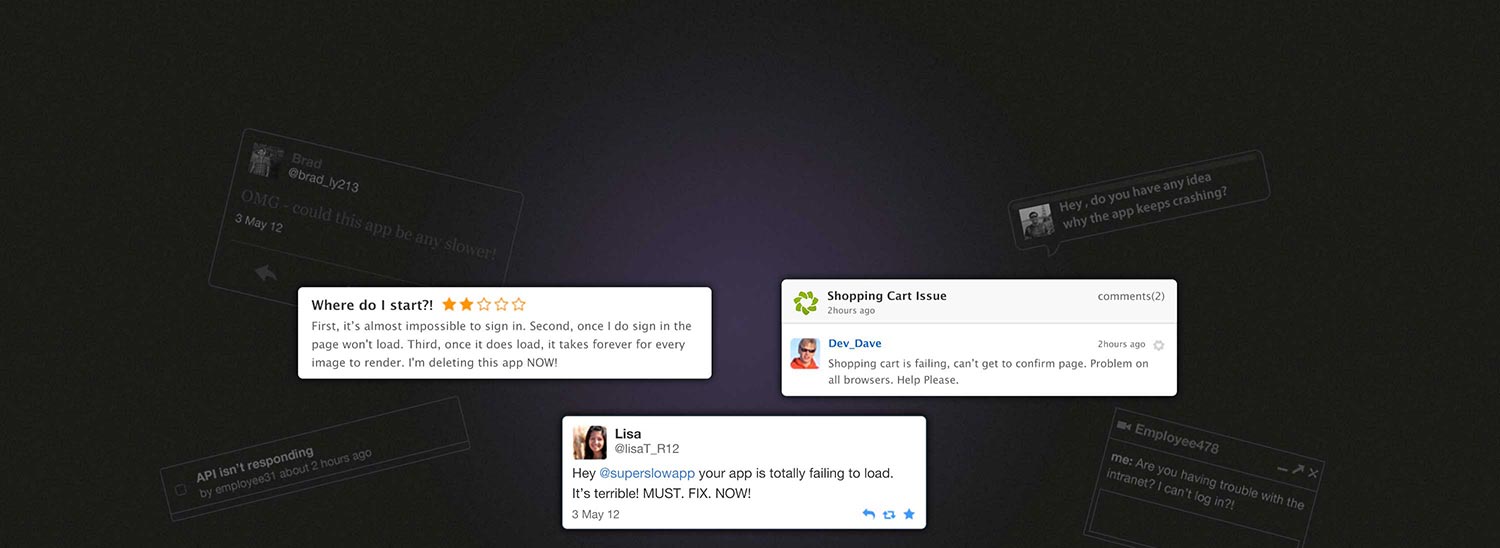 Brad
@brad_ly213
OMG - could this app be any slower!
3 May 12
Hey , do you have any idea
why the app keeps crashing?
Where do I start?!
First, it's almost impossible to sign in. Second, once I do sign in the
page won't load. Third, once it does load, it takes forever for every
image to render. I'm deleting this app NOW!
Shopping Cart Issue
comments(2)
2hours ago
Dev_Dave
2hours ago
Shopping cart is failing, can't get to confirm page. Problem on
all browsers. Help Please.
API isn't responding
by employee31 about 2 hours ago
Lisa
@lisaT_R12
Hey @superslowapp your app is totally failing to load.
It's terrible! MUST. FIX. NOW!
3 May 12
Employee478
me: Are you having trouble with the
intranet? I can't log in?!